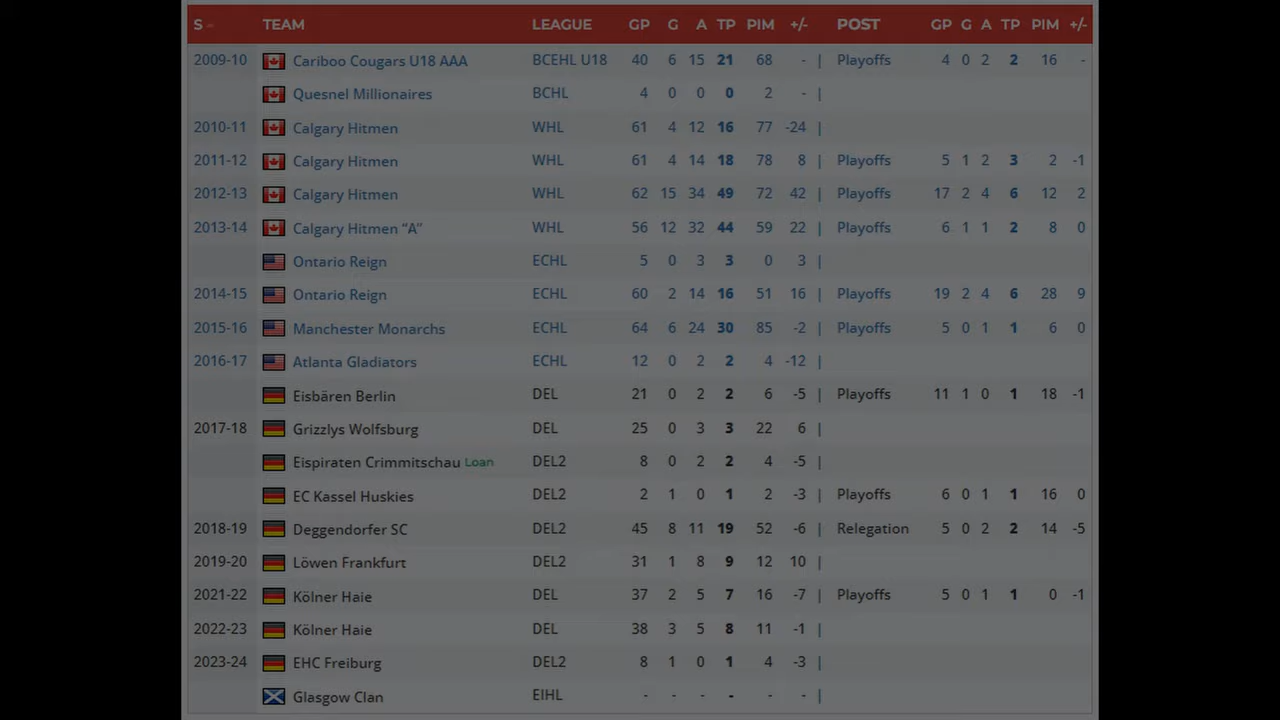 S TEAM LEAGUE GP G A TP PIM +/- POST GP G A TP PIM +/-
2009-10 Cariboo Cougars U18 AAA BCEHL U18 40 6 15 21 68 - | Playoffs 4 0 2 2 16 -
Quesnel Millionaires BCHL 4 0 0 0 2 - |
2010-11 Calgary Hitmen WHL 61 4 12 16 77 -24 |
2011-12 Calgary Hitmen WHL 61 4 14 18 78 8 | Playoffs 5 1 2 3 2 -1
2012-13 Calgary Hitmen WHL 62 15 34 49 72 42 | Playoffs 17 2 4 6 12 2
2013-14 Calgary Hitmen “A” WHL 56 12 32 44 59 22 | Playoffs 6 1 1 2 8 0
Ontario Reign ECHL 5 0 3 3 0 3 |
2014-15 Ontario Reign ECHL 60 2 14 16 51 16 | Playoffs 19 2 4 6 28 9
2015-16 Manchester Monarchs ECHL 64 6 24 30 85 -2 | Playoffs 5 0 1 1 6 0
2016-17 Atlanta Gladiators ECHL 12 0 2 2 4 -12 |
Eisbären Berlin DEL 21 0 2 2 6 -5 | Playoffs 11 1 0 1 18 -1
2017-18 Grizzlys Wolfsburg DEL 25 0 3 3 22 6 |
Eispiraten Crimmitschau Loan DEL2 8 0 2 2 4 -5 |
EC Kassel Huskies DEL2 2 1 0 1 2 -3 | Playoffs 6 0 1 1 16 0
2018-19 Deggendorfer SC DEL2 45 8 11 19 52 -6 | Relegation 5 0 2 2 14 -5
2019-20 Löwen Frankfurt DEL2 31 1 8 9 12 10 |
2021-22 Kölner Haie DEL 37 2 5 7 16 -7 | Playoffs 5 0 1 1 0 -1
2022-23 Kölner Haie DEL 38 3 5 8 11 -1 |
2023-24 EHC Freiburg DEL2 8 1 0 1 4 -3 |
Glasgow Clan EIHL - - - - - - |